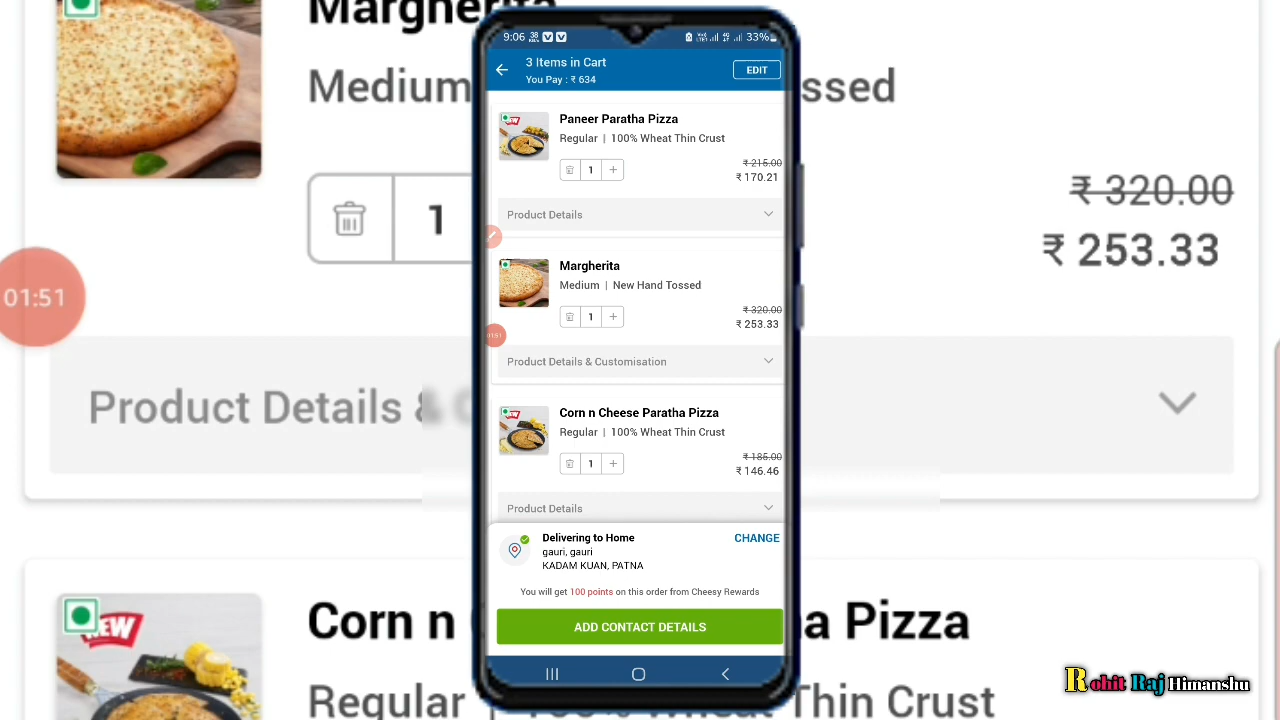 Margherita
Medium
ssed
1
₹ 320.00
₹ 253.33
01:51
Product Details &
NEW
Corn n
a Pizza
Regular
Thin Crust
9:06
33%
3 Items in Cart
You Pay : ₹ 634
EDIT
NEW
Paneer Paratha Pizza
Regular | 100% Wheat Thin Crust
1 +
₹ 215.00
₹ 170.21
Product Details
Margherita
Medium | New Hand Tossed
1 +
₹ 320.00
₹ 253.33
01:51
Product Details & Customisation
NEW
Corn n Cheese Paratha Pizza
Regular | 100% Wheat Thin Crust
1 +
₹ 185.00
₹ 146.46
Product Details
Delivering to Home
CHANGE
gauri, gauri
KADAM KUAN, PATNA
You will get 100 points on this order from Cheesy Rewards
ADD CONTACT DETAILS
Rohit Raj Himanshu